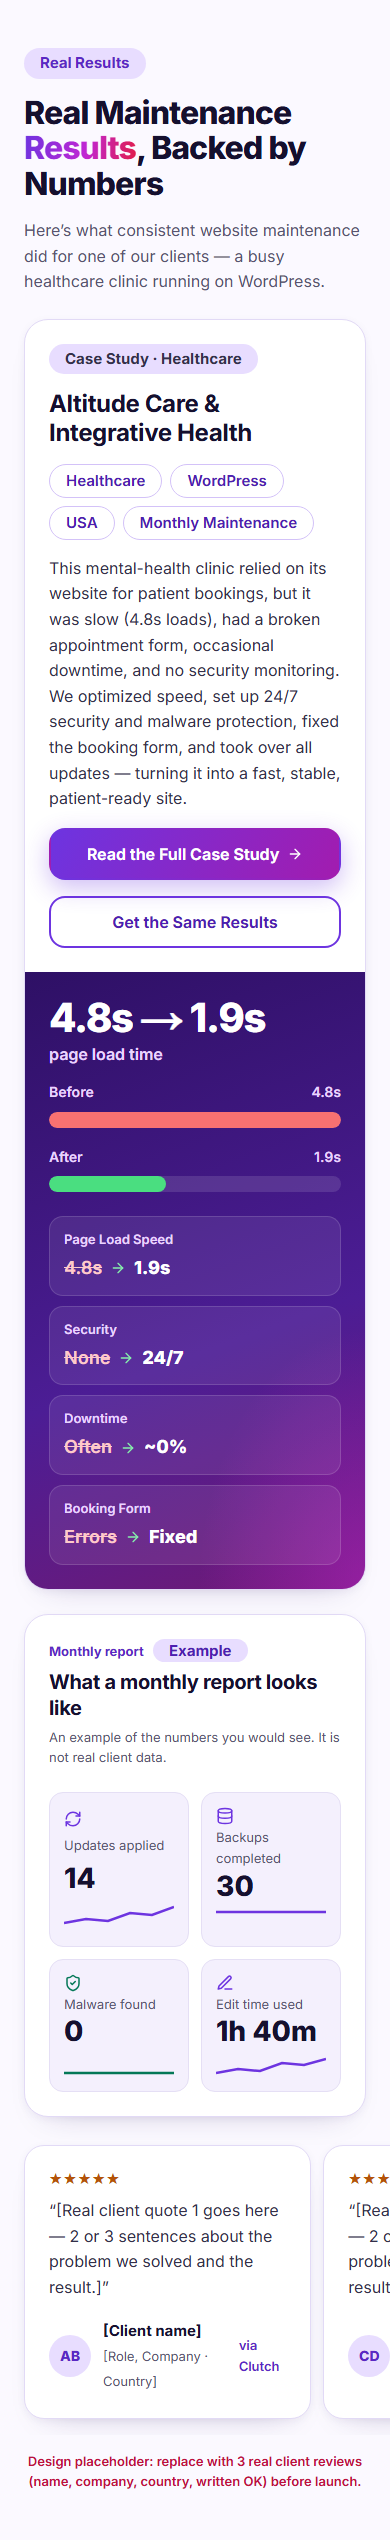 Real Results
Real Maintenance
Results, Backed by
Numbers
Here’s what consistent website maintenance
did for one of our clients — a busy
healthcare clinic running on WordPress.
Case Study · Healthcare
Altitude Care &
Integrative Health
Healthcare
WordPress
USA
Monthly Maintenance
This mental-health clinic relied on its
website for patient bookings, but it
was slow (4.8s loads), had a broken
appointment form, occasional
downtime, and no security monitoring.
We optimized speed, set up 24/7
security and malware protection, fixed
the booking form, and took over all
updates — turning it into a fast, stable,
patient-ready site.
Read the Full Case Study →
Get the Same Results
4.8s → 1.9s
page load time
Before 4.8s
After 1.9s
Page Load Speed
4.8s → 1.9s
Security
None → 24/7
Downtime
Often → ~0%
Booking Form
Errors → Fixed
Monthly report Example
What a monthly report looks
like
An example of the numbers you would see. It is
not real client data.
Updates applied
14
Backups
completed
30
Malware found
0
Edit time used
1h 40m
★★★★★
“[Real client quote 1 goes here
— 2 or 3 sentences about the
problem we solved and the
result.]”
AB
[Client name]
[Role, Company ·
Country]
via
Clutch
★★★
“[Rea
— 2 o
proble
result
CD
Design placeholder: replace with 3 real client reviews
(name, company, country, written OK) before launch.